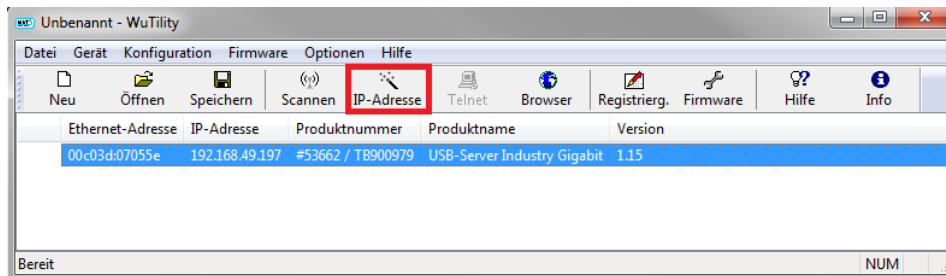 Unbenannt - WuTility
Datei Gerät Konfiguration Firmware Optionen Hilfe
Neu Öffnen Speichern Scannen IP-Adresse Telnet Browser Registrierg. Firmware Hilfe Info
Ethernet-Adresse IP-Adresse Produktnummer Produktname Version
00c03d:07055e 192.168.49.197 #53662 / TB900979 USB-Server Industry Gigabit 1.15
Bereit NUM